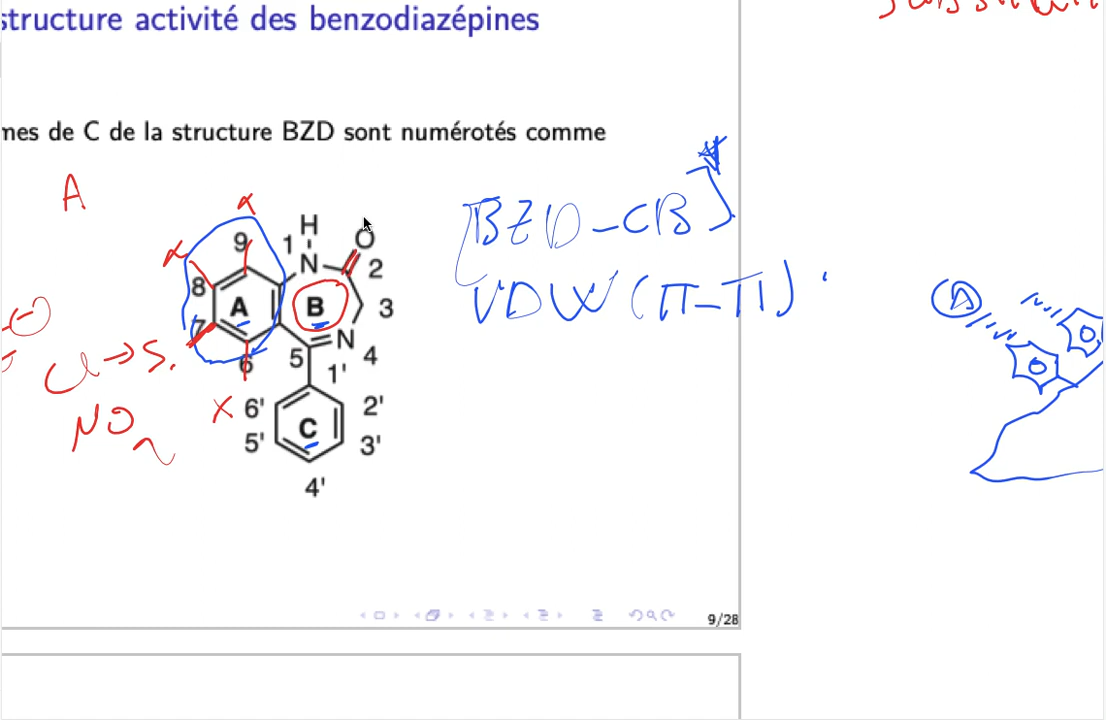 structure activité des benzodiazépines
mes de C de la structure BZD sont numérotés comme
A
[BZD-CB]*
VDW (π-π)
H
O
9
1
N
2
8
A
B
3
7
N
4
6
5
1'
Cl → S.
NO2
X
6'
2'
C
5'
3'
4'
A
9/28